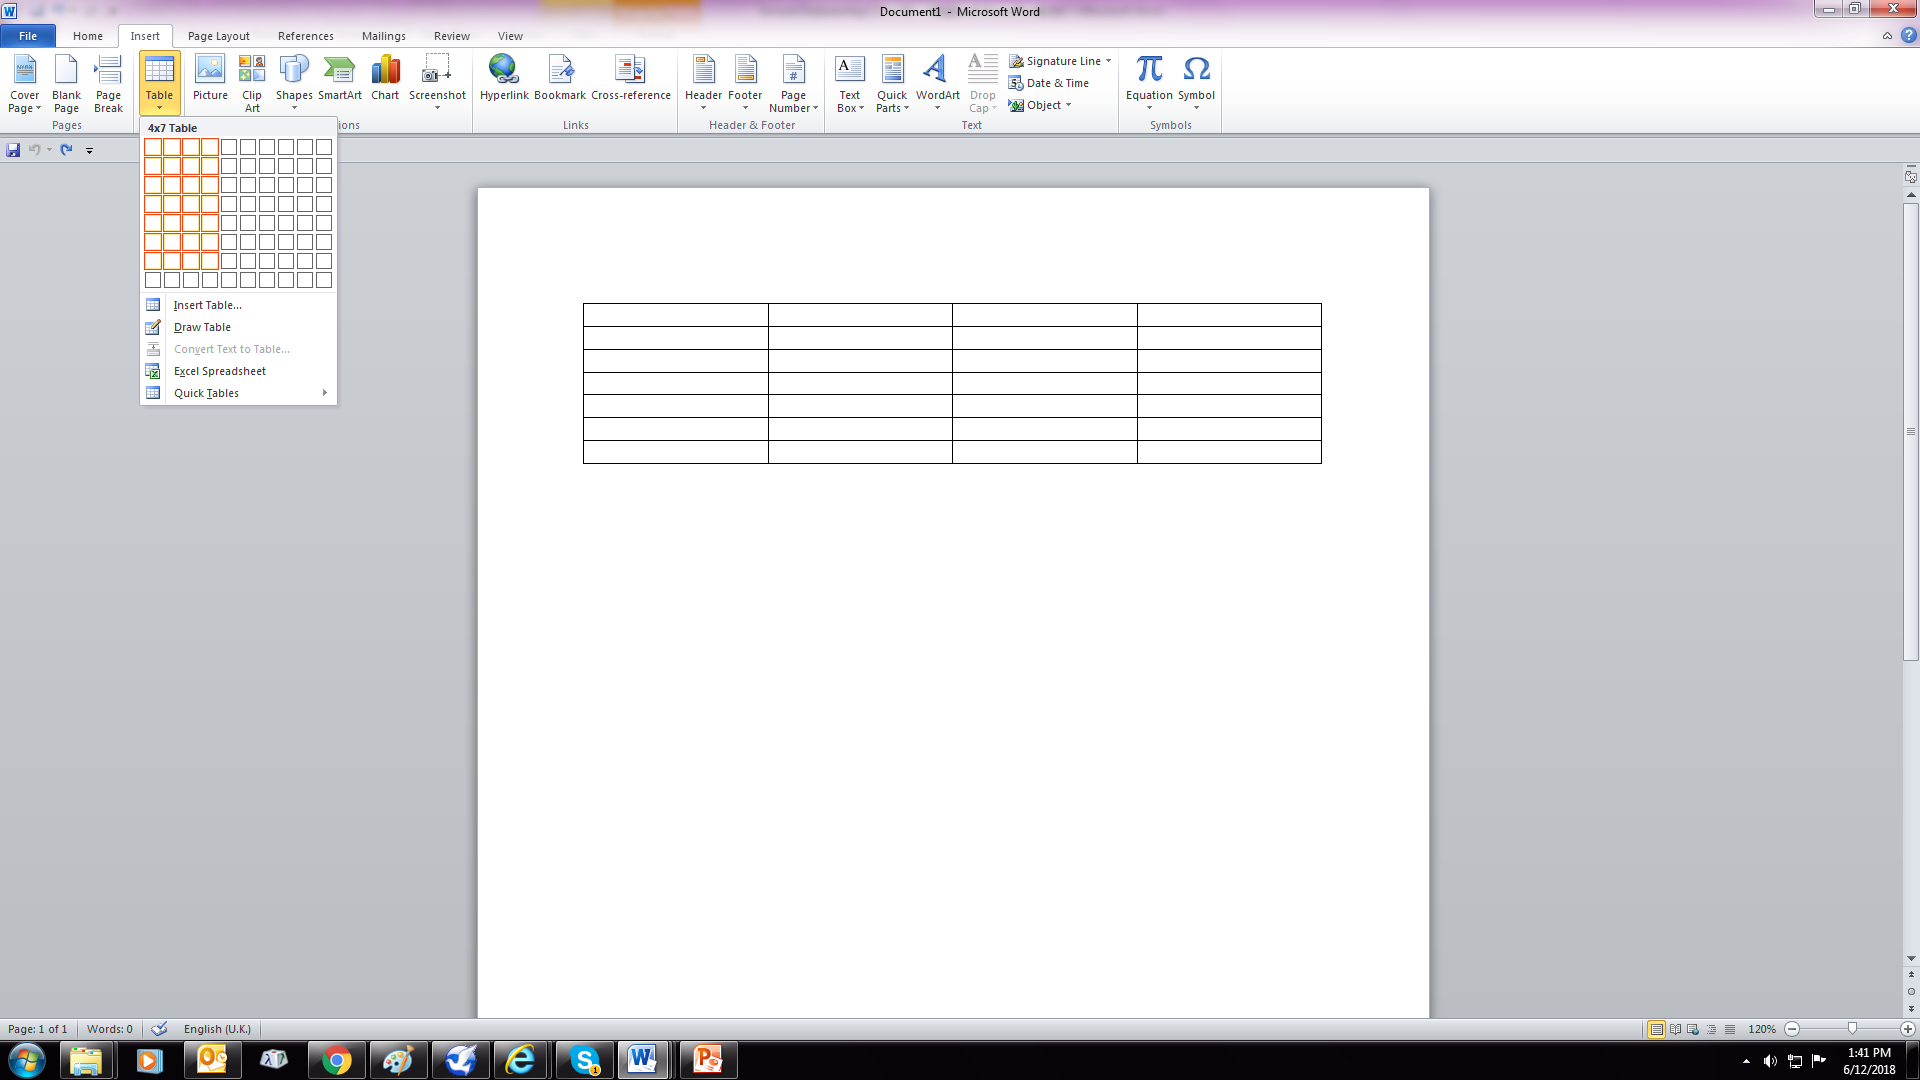 Document1 - Microsoft Word
File Home Insert Page Layout References Mailings Review View
Cover Page
Blank Page
Page Break
Table
Picture
Clip Art
Shapes
SmartArt
Chart
Screenshot
Hyperlink
Bookmark
Cross-reference
Header
Footer
Page Number
Text Box
Quick Parts
WordArt
Drop Cap
Signature Line
Date & Time
Object
Equation
Symbol
Pages
ions
Links
Header & Footer
Text
Symbols
4x7 Table
Insert Table...
Draw Table
Convert Text to Table...
Excel Spreadsheet
Quick Tables
Page: 1 of 1 Words: 0 English (U.K.)
120%
1:41 PM
6/12/2018